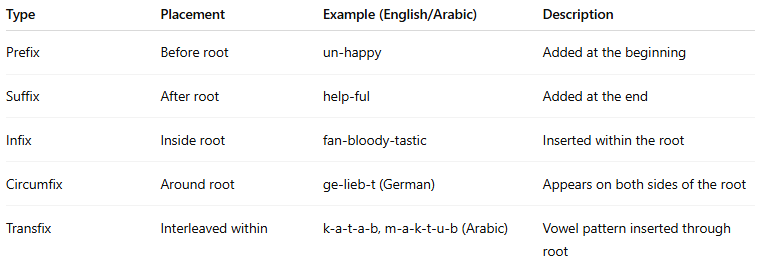 Type Placement Example (English/Arabic) Description
Prefix Before root un-happy Added at the beginning
Suffix After root help-ful Added at the end
Infix Inside root fan-bloody-tastic Inserted within the root
Circumfix Around root ge-lieb-t (German) Appears on both sides of the root
Transfix Interleaved within k-a-t-a-b, m-a-k-t-u-b (Arabic) Vowel pattern inserted through
root